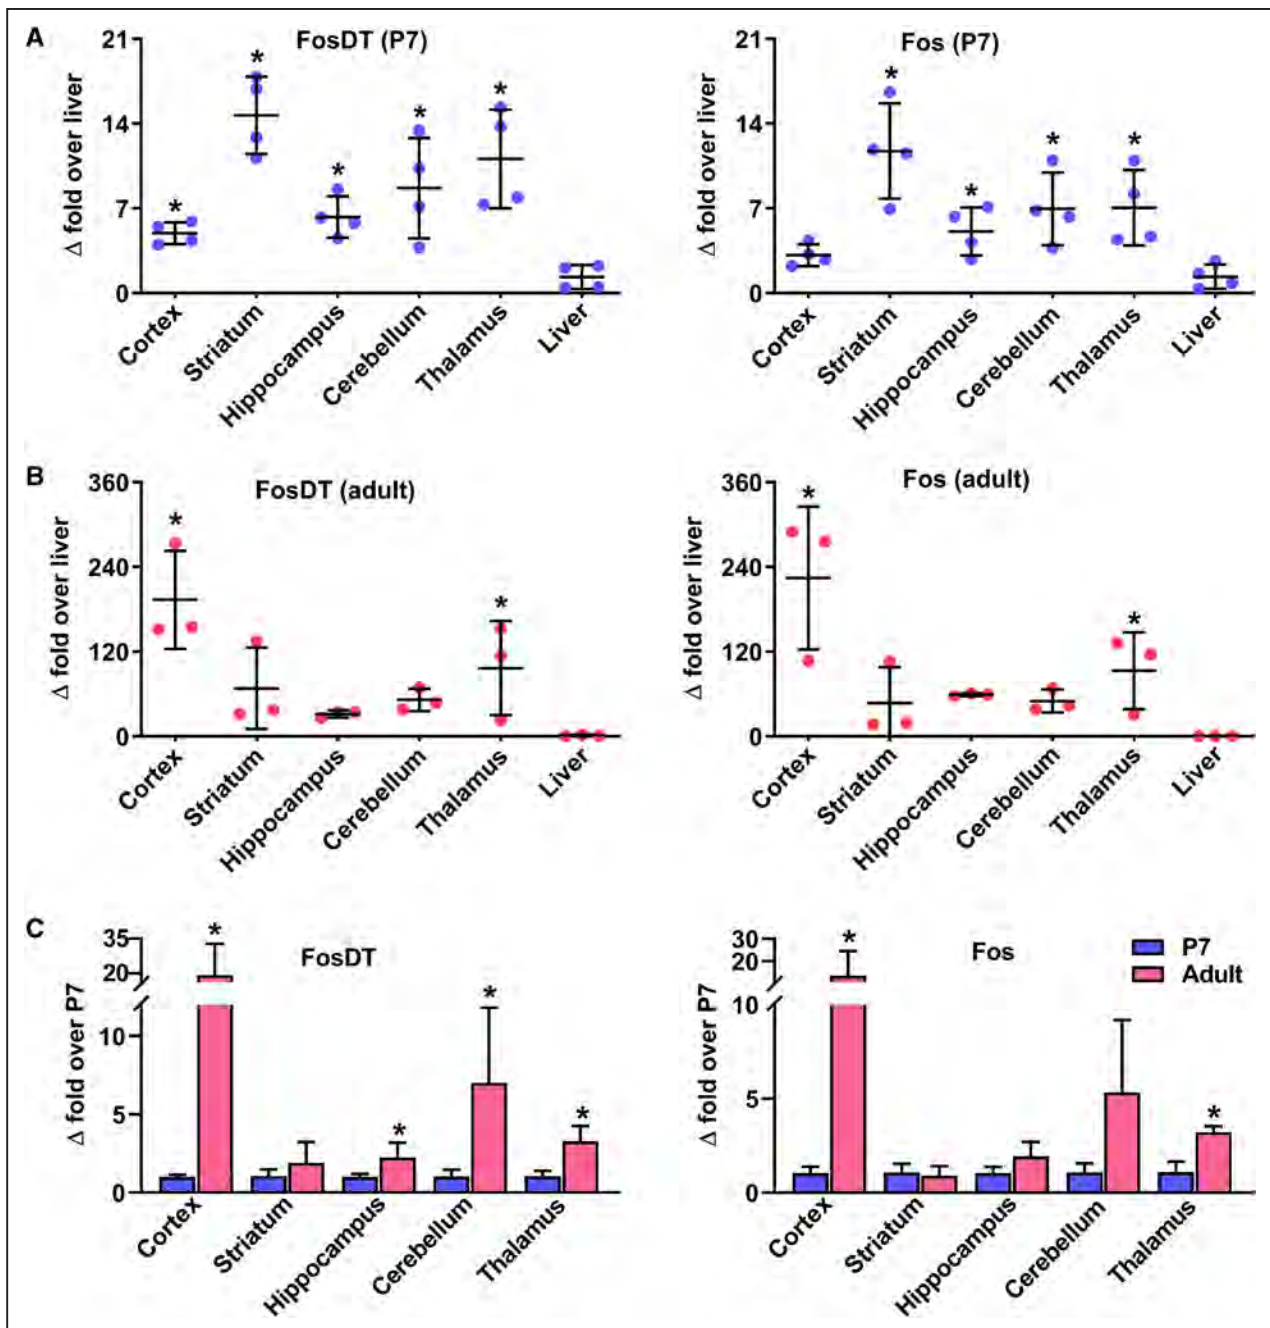 A
FosDT (P7)
Δ fold over liver
21
14
7
0
*
*
*
*
*
Cortex
Striatum
Hippocampus
Cerebellum
Thalamus
Liver
Fos (P7)
Δ fold over liver
21
14
7
0
*
*
*
*
Cortex
Striatum
Hippocampus
Cerebellum
Thalamus
Liver
B
FosDT (adult)
Δ fold over liver
360
240
120
0
*
*
Cortex
Striatum
Hippocampus
Cerebellum
Thalamus
Liver
Fos (adult)
Δ fold over liver
360
240
120
0
*
*
Cortex
Striatum
Hippocampus
Cerebellum
Thalamus
Liver
C
FosDT
Δ fold over P7
35
20
10
5
0
*
*
*
*
Cortex
Striatum
Hippocampus
Cerebellum
Thalamus
Fos
Δ fold over P7
30
20
10
5
0
*
*
P7
Adult
Cortex
Striatum
Hippocampus
Cerebellum
Thalamus